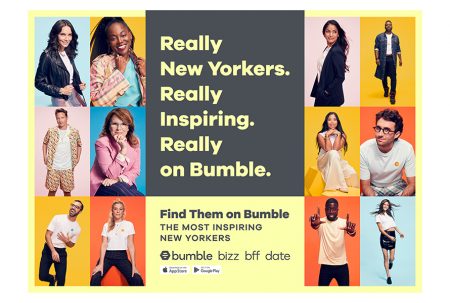 Really
New Yorkers.
Really
Inspiring.
Really
on Bumble.
Find Them on Bumble
THE MOST INSPIRING
NEW YORKERS
bumble bizz bff date
App Store Google Play